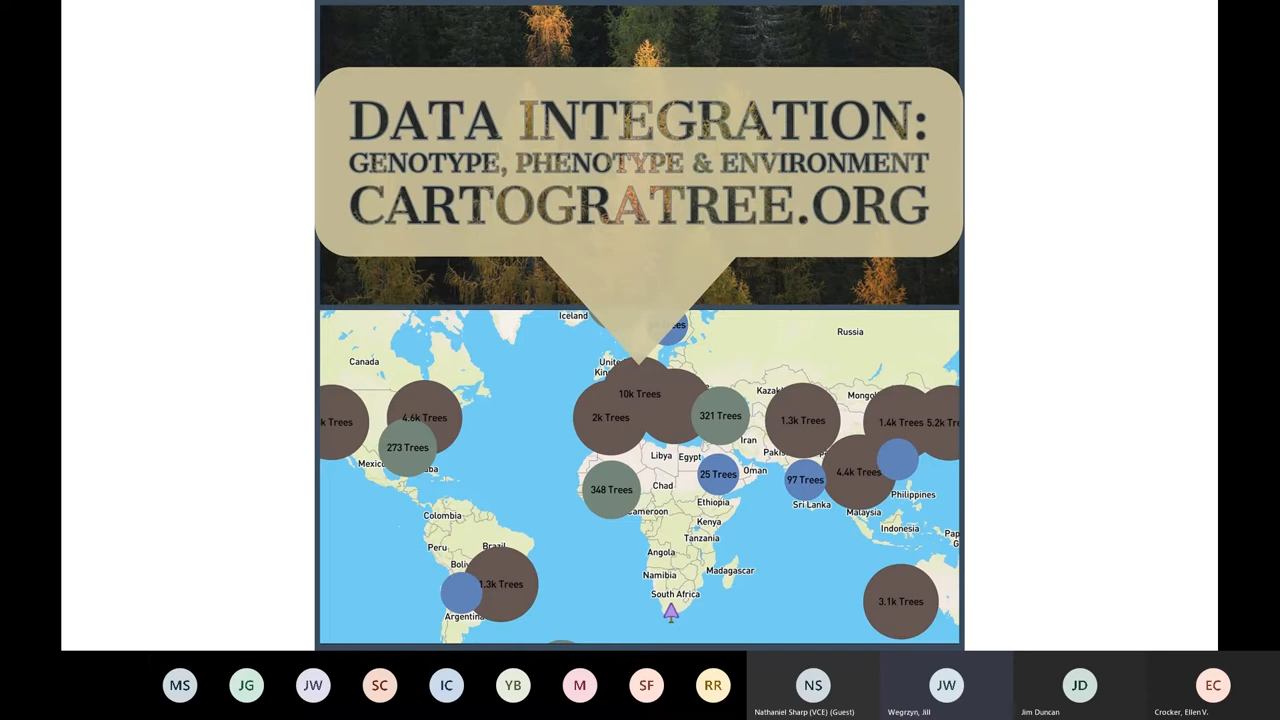 DATA INTEGRATION:
GENOTYPE, PHENOTYPE & ENVIRONMENT
CARTOGRATREE.ORG
Iceland
Russia
Canada
United
10k Trees
4.6k Trees
2k Trees
321 Trees
1.3k Trees
1.4k Trees
k Trees
273 Trees
Iran
Libya
Egypt
Oman
4.4k Trees
25 Trees
97 Trees
348 Trees
Chad
Ethiopia
Sri Lanka
Philippines
Malaysia
Colombia
Kenya
Indonesia
Peru
Brazil
Tanzania
Angola
Madagascar
Namibia
1.3k Trees
South Africa
3.1k Trees
Argentina
MS JG JW SC IC YB M SF RR NS JW JD EC
Nathaniel Sharp (VCE) (Guest) Wegrzyn, Jill Jim Duncan Crocker, Ellen V.